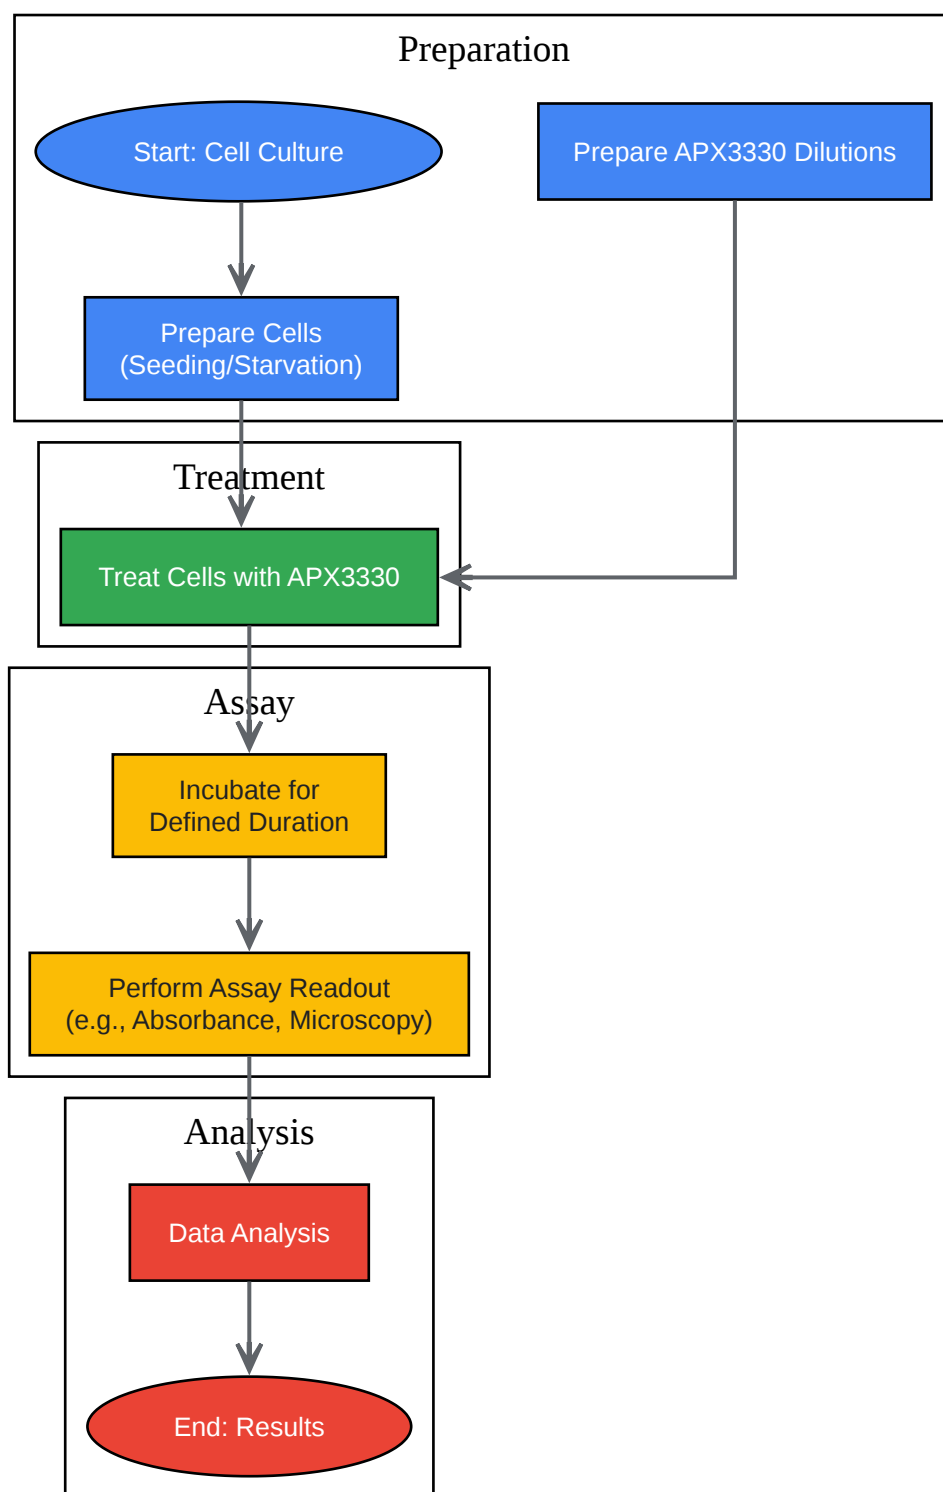 Preparation
Start: Cell Culture
Prepare APX3330 Dilutions
Prepare Cells
(Seeding/Starvation)
Treatment
Treat Cells with APX3330
Assay
Incubate for
Defined Duration
Perform Assay Readout
(e.g., Absorbance, Microscopy)
Analysis
Data Analysis
End: Results